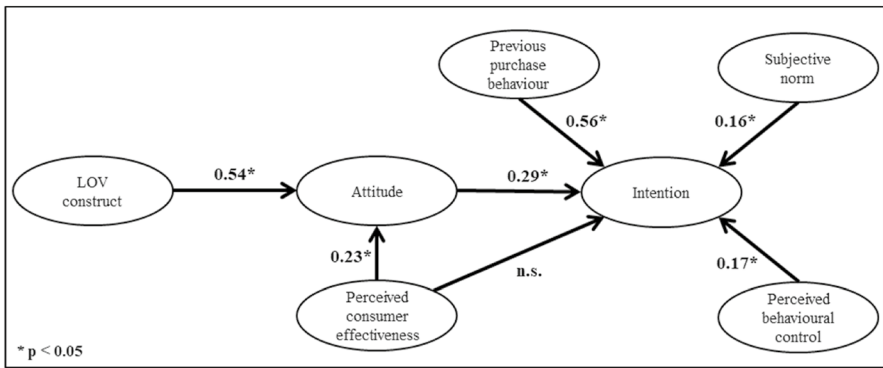 Previous
purchase
behaviour
Subjective
norm
0.56*
0.16*
LOV
construct
0.54*
Attitude
0.29*
Intention
0.23*
n.s.
0.17*
Perceived
consumer
effectiveness
Perceived
behavioural
control
* p < 0.05